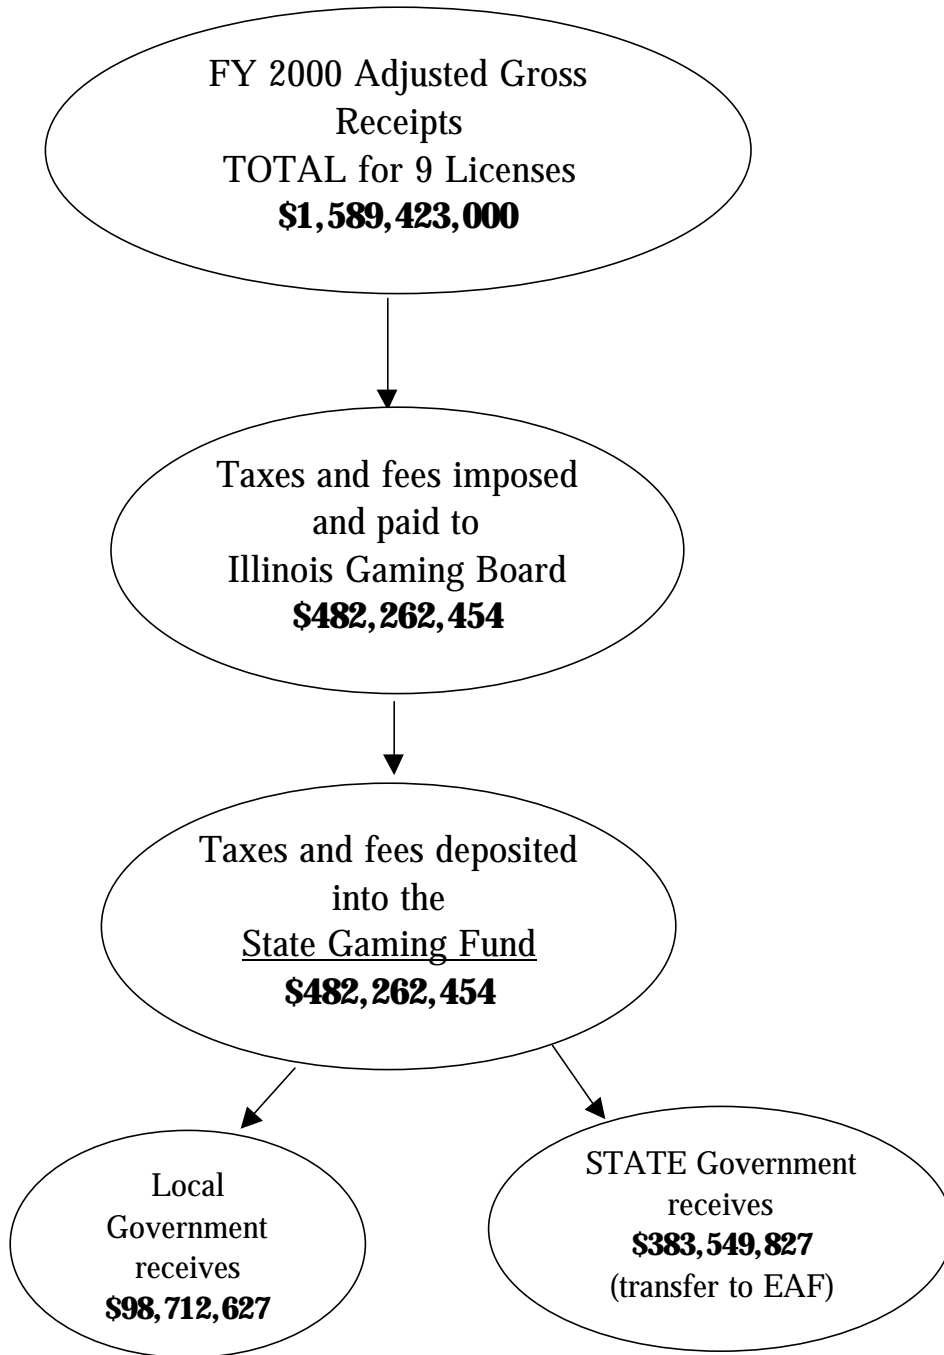 FY 2000 Adjusted Gross
Receipts
TOTAL for 9 Licenses
$1,589,423,000
Taxes and fees imposed
and paid to
Illinois Gaming Board
$482,262,454
Taxes and fees deposited
into the
State Gaming Fund
$482,262,454
Local
Government
receives
$98,712,627
STATE Government
receives
$383,549,827
(transfer to EAF)